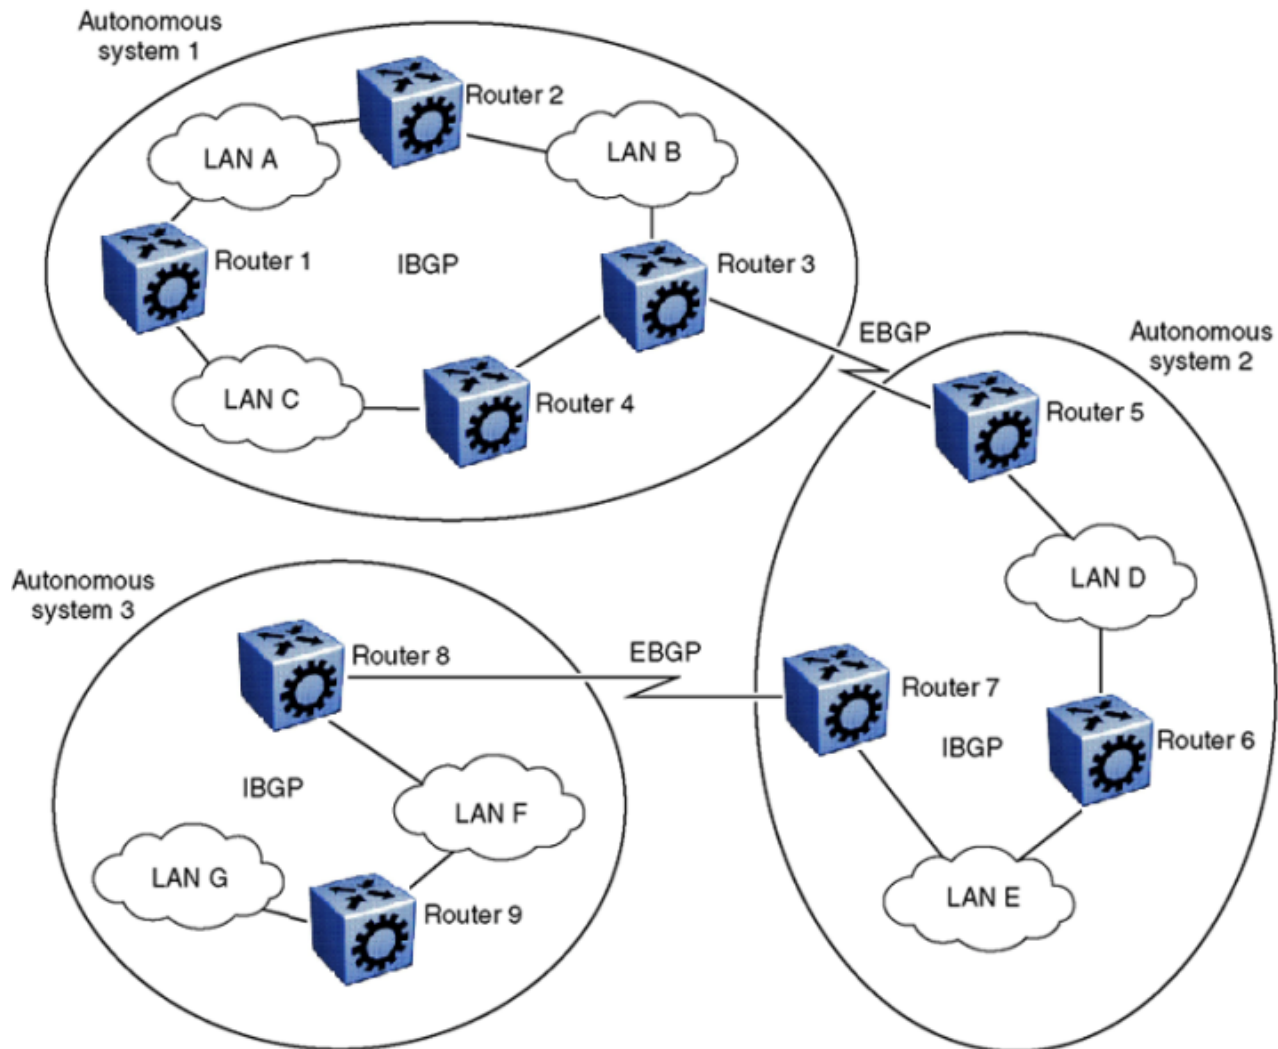 Autonomous
system 1
Router 2
LAN A
LAN B
Router 1
IBGP
Router 3
EBGP
Autonomous
system 2
LAN C
Router 4
Router 5
LAN D
Autonomous
system 3
Router 8
EBGP
Router 7
IBGP
Router 6
IBGP
LAN F
LAN G
LAN E
Router 9